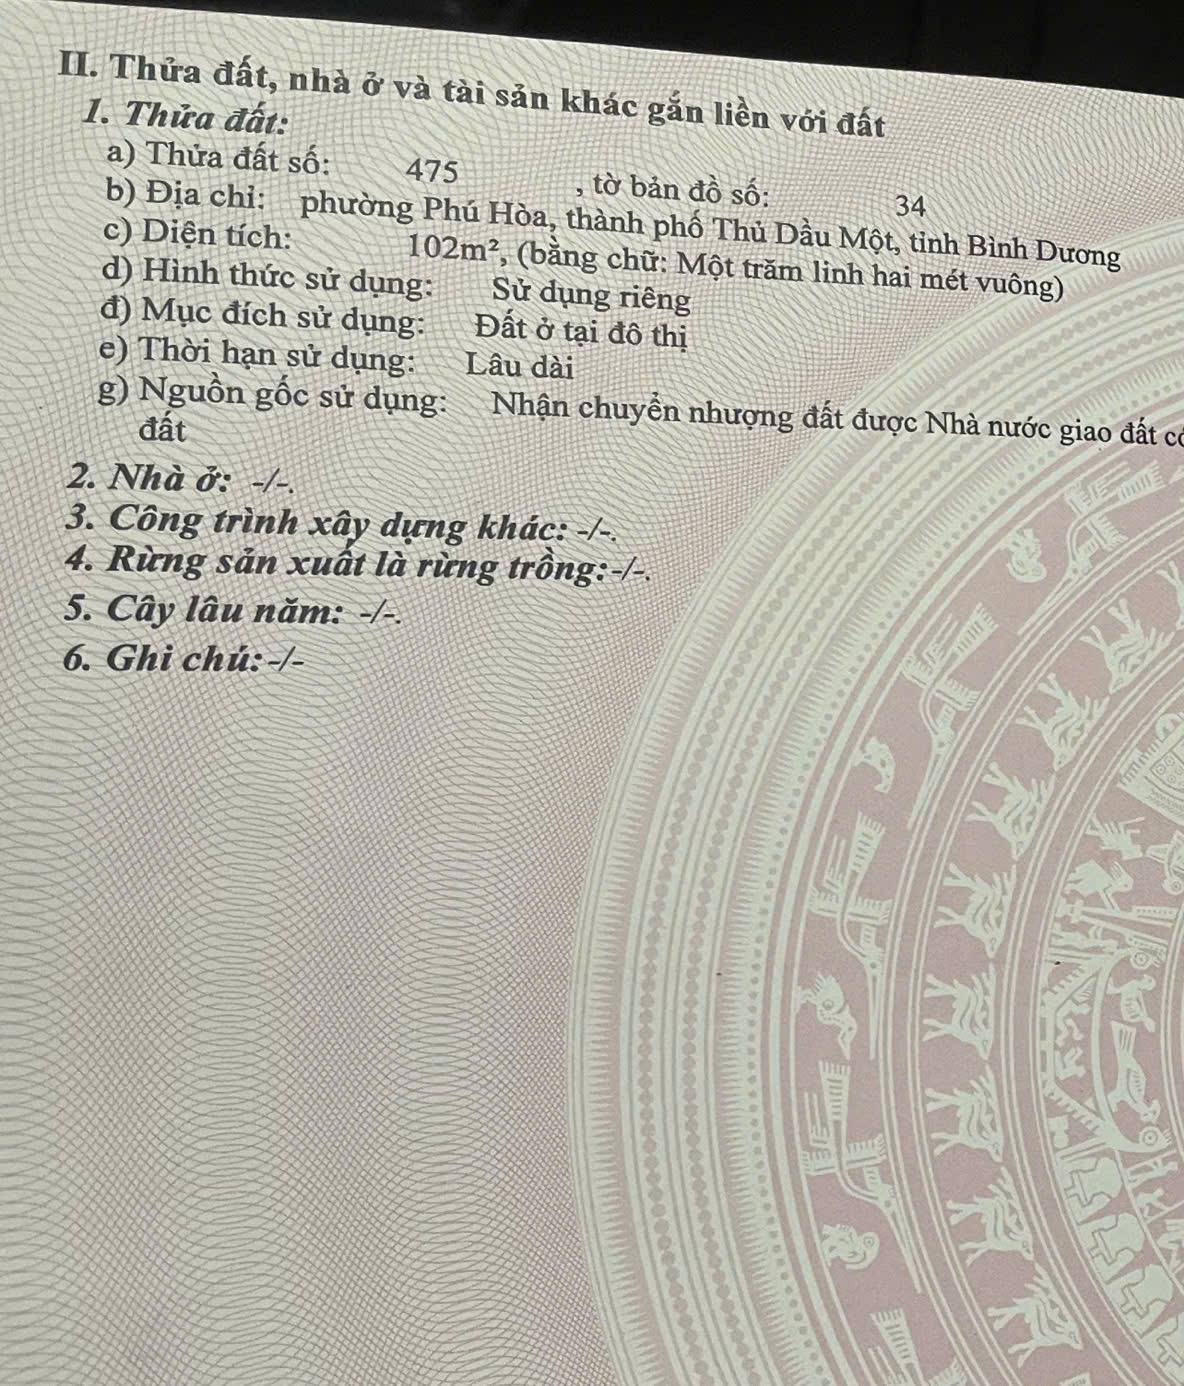 II. Thửa đất, nhà ở và tài sản khác gắn liền với đất
1. Thửa đất:
a) Thửa đất số: 475 , tờ bản đồ số: 34
b) Địa chỉ: phường Phú Hòa, thành phố Thủ Dầu Một, tỉnh Bình Dương
c) Diện tích: 102m², (bằng chữ: Một trăm linh hai mét vuông)
d) Hình thức sử dụng: Sử dụng riêng
đ) Mục đích sử dụng: Đất ở tại đô thị
e) Thời hạn sử dụng: Lâu dài
g) Nguồn gốc sử dụng: Nhận chuyển nhượng đất được Nhà nước giao đất
đất
2. Nhà ở: -/-.
3. Công trình xây dựng khác: -/-.
4. Rừng sản xuất là rừng trồng:-/-.
5. Cây lâu năm: -/-.
6. Ghi chú:-/-